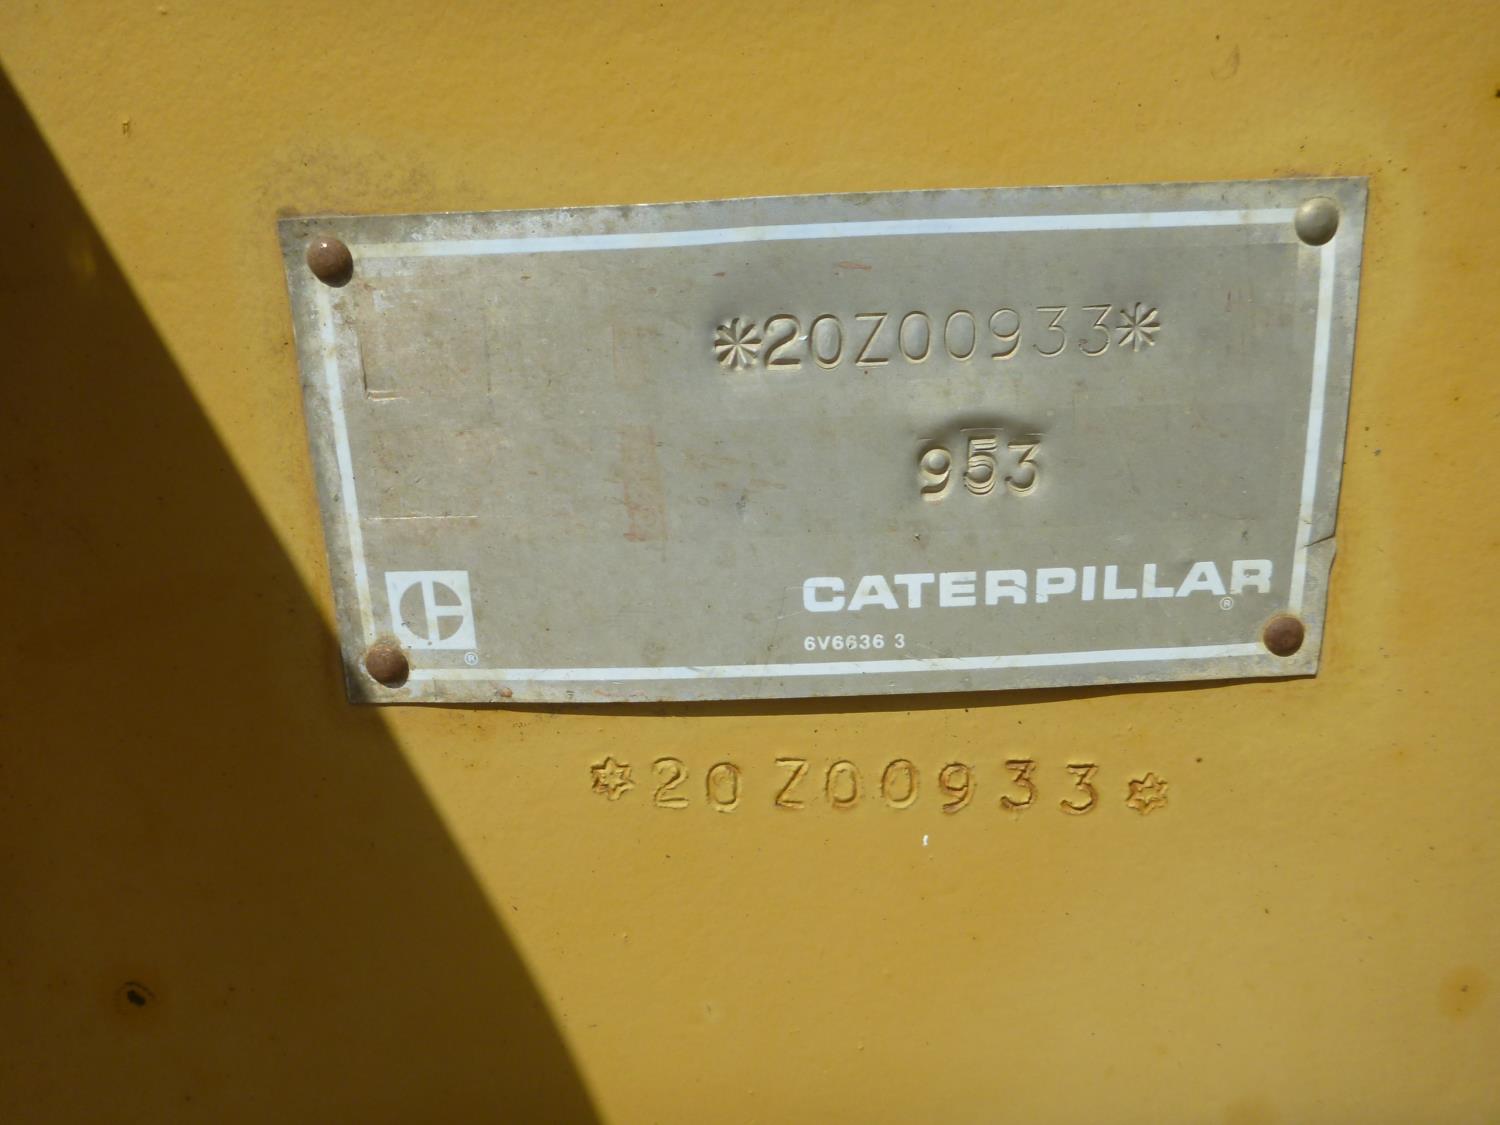 *20Z00933*
953
CATERPILLAR®
®
6V6636 3
*20Z00933*